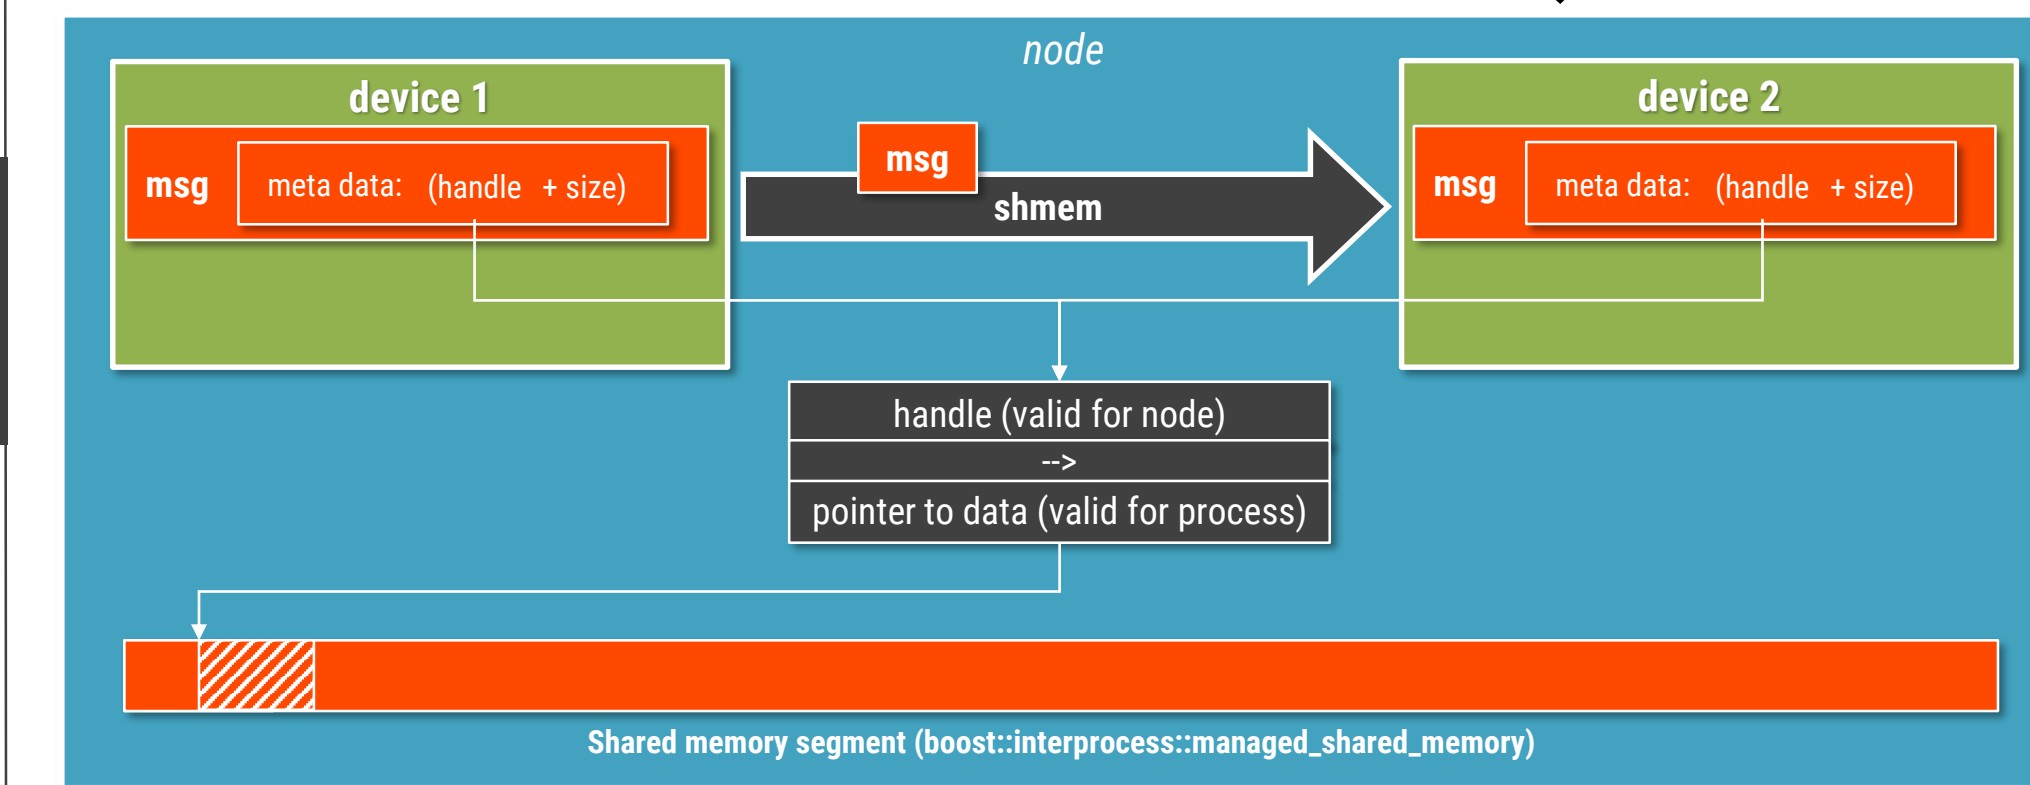 node
device 1
msg
meta data: (handle + size)
msg
shmem
device 2
msg
meta data: (handle + size)
handle (valid for node)
-->
pointer to data (valid for process)
Shared memory segment (boost::interprocess::managed_shared_memory)